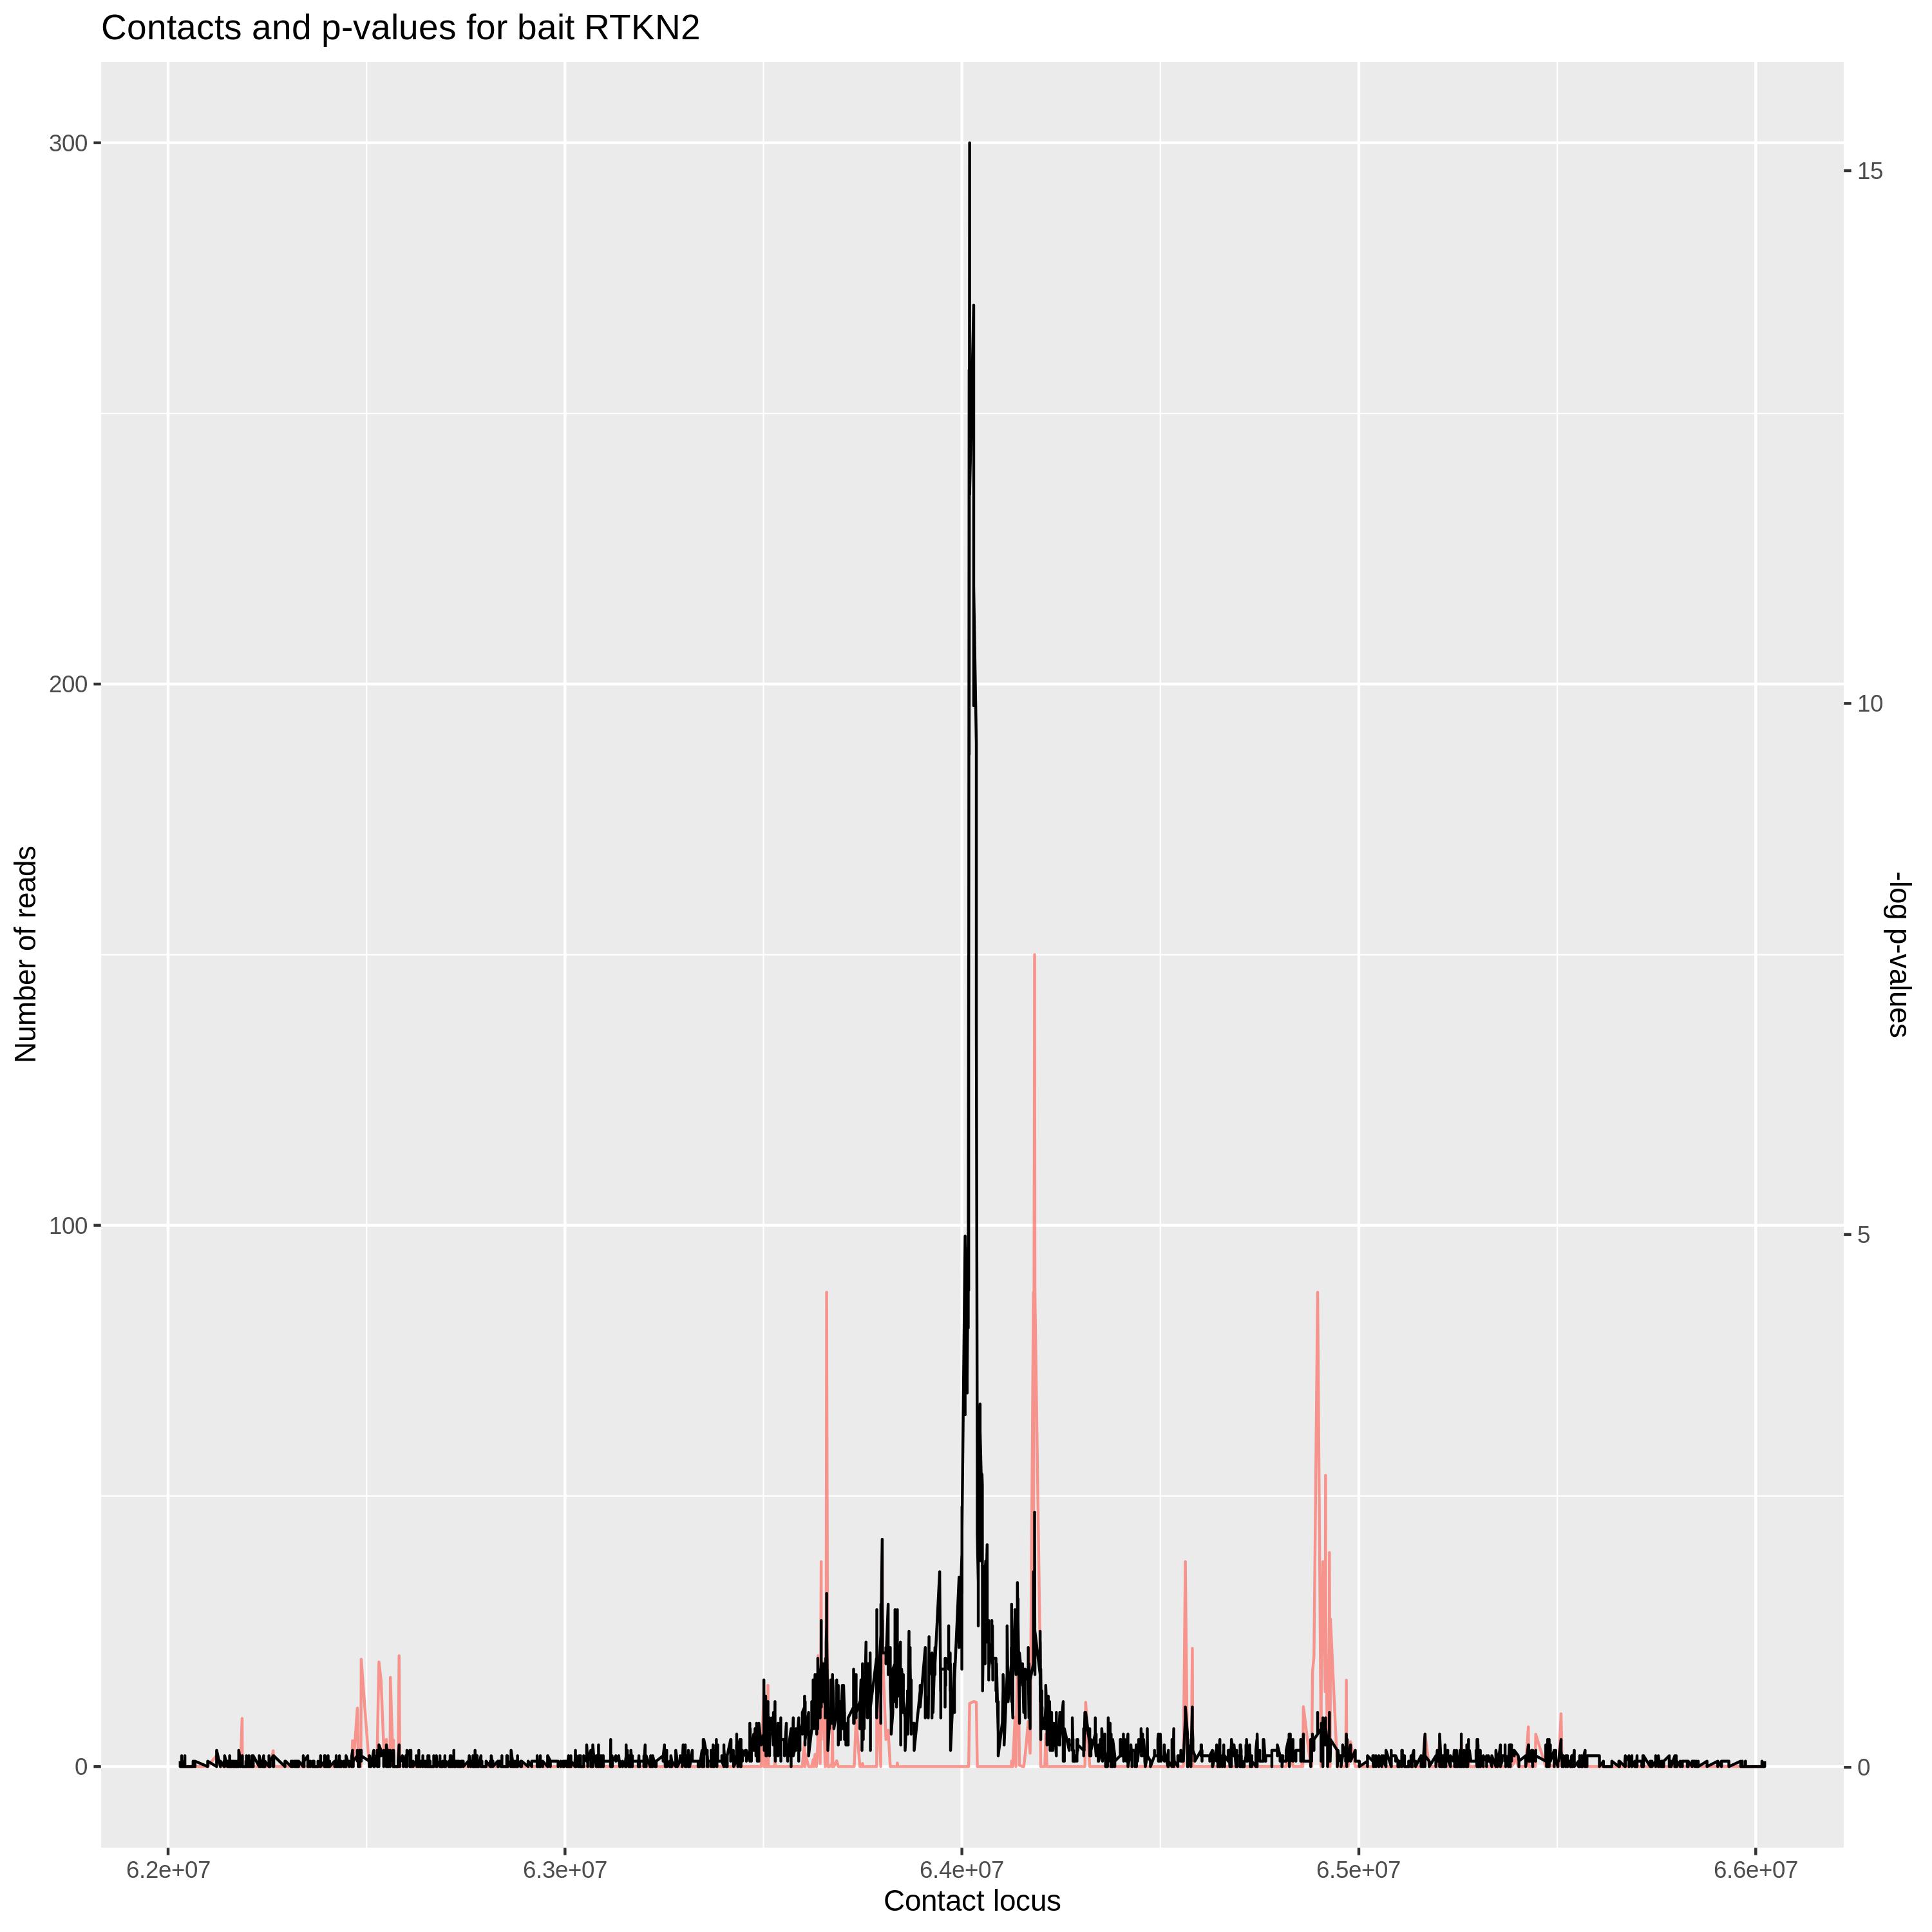 Contacts and p-values for bait RTKN2
300
200
100
0
Number of reads
15
10
5
0
-log p-values
6.2e+07
6.3e+07
6.4e+07
6.5e+07
6.6e+07
Contact locus